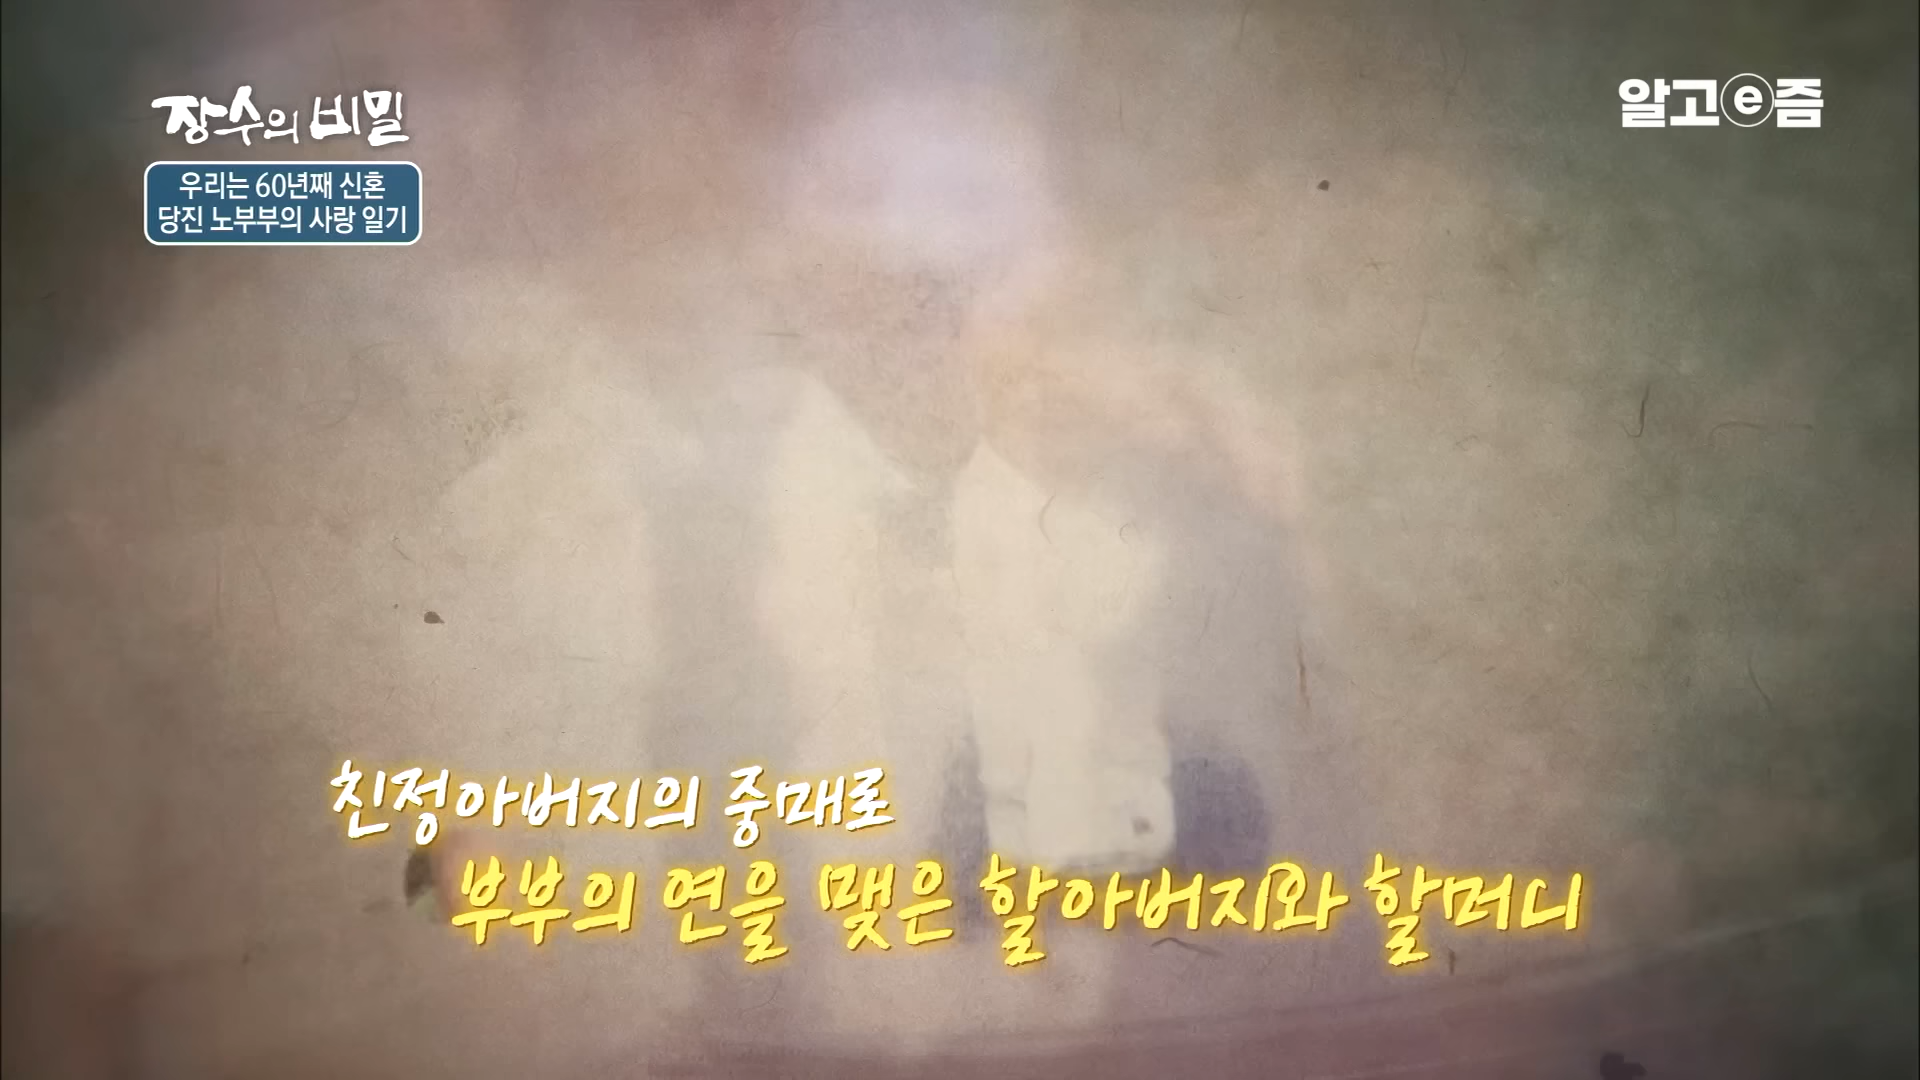 장수의 비밀
우리는 60년째 신혼
당진 노부부의 사랑 일기
알고e즘
친정아버지의 중매로
부부의 연을 맺은 할아버지와 할머니